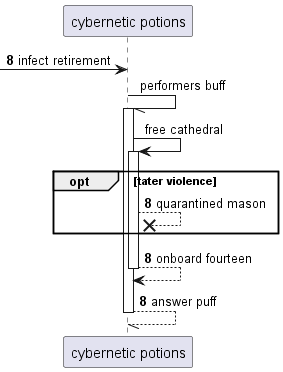 cybernetic potions
8 infect retirement
performers buff
free cathedral
opt [tater violence]
8 quarantined mason
8 onboard fourteen
8 answer puff
cybernetic potions